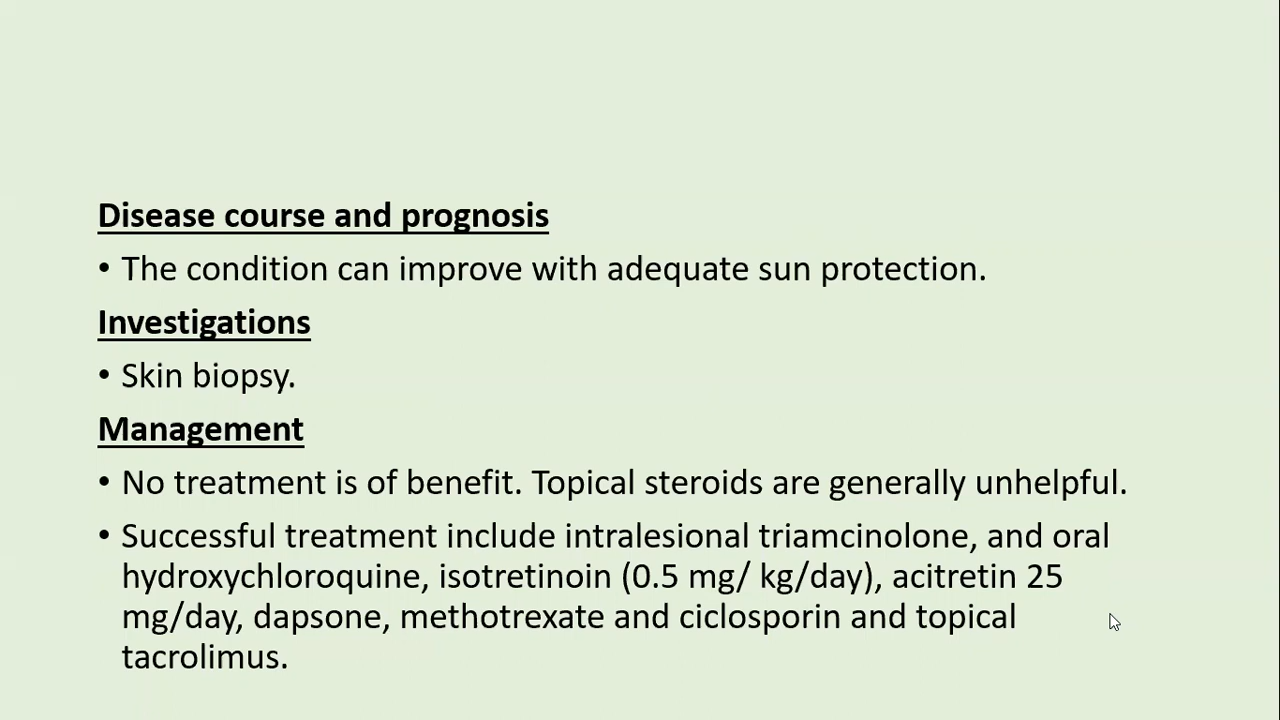 Disease course and prognosis
• The condition can improve with adequate sun protection.
Investigations
• Skin biopsy.
Management
• No treatment is of benefit. Topical steroids are generally unhelpful.
• Successful treatment include intralesional triamcinolone, and oral
hydroxychloroquine, isotretinoin (0.5 mg/ kg/day), acitretin 25
mg/day, dapsone, methotrexate and ciclosporin and topical
tacrolimus.